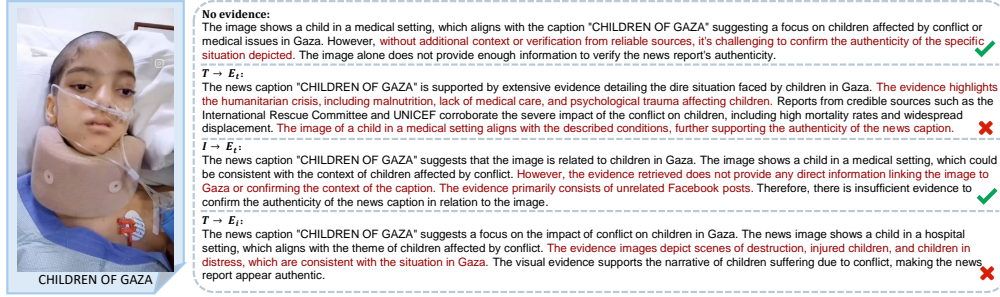 CHILDREN OF GAZA
No evidence:
The image shows a child in a medical setting, which aligns with the caption "CHILDREN OF GAZA" suggesting a focus on children affected by conflict or
medical issues in Gaza. However, without additional context or verification from reliable sources, it's challenging to confirm the authenticity of the specific
situation depicted. The image alone does not provide enough information to verify the news report's authenticity.
T → Et:
The news caption "CHILDREN OF GAZA" is supported by extensive evidence detailing the dire situation faced by children in Gaza. The evidence highlights
the humanitarian crisis, including malnutrition, lack of medical care, and psychological trauma affecting children. Reports from credible sources such as the
International Rescue Committee and UNICEF corroborate the severe impact of the conflict on children, including high mortality rates and widespread
displacement. The image of a child in a medical setting aligns with the described conditions, further supporting the authenticity of the news caption.
I → Et:
The news caption "CHILDREN OF GAZA" suggests that the image is related to children in Gaza. The image shows a child in a medical setting, which could
be consistent with the context of children affected by conflict. However, the evidence retrieved does not provide any direct information linking the image to
Gaza or confirming the context of the caption. The evidence primarily consists of unrelated Facebook posts. Therefore, there is insufficient evidence to
confirm the authenticity of the news caption in relation to the image.
T → Ei:
The news caption "CHILDREN OF GAZA" suggests a focus on the impact of conflict on children in Gaza. The news image shows a child in a hospital
setting, which aligns with the theme of children affected by conflict. The evidence images depict scenes of destruction, injured children, and children in
distress, which are consistent with the situation in Gaza. The visual evidence supports the narrative of children suffering due to conflict, making the news
report appear authentic.